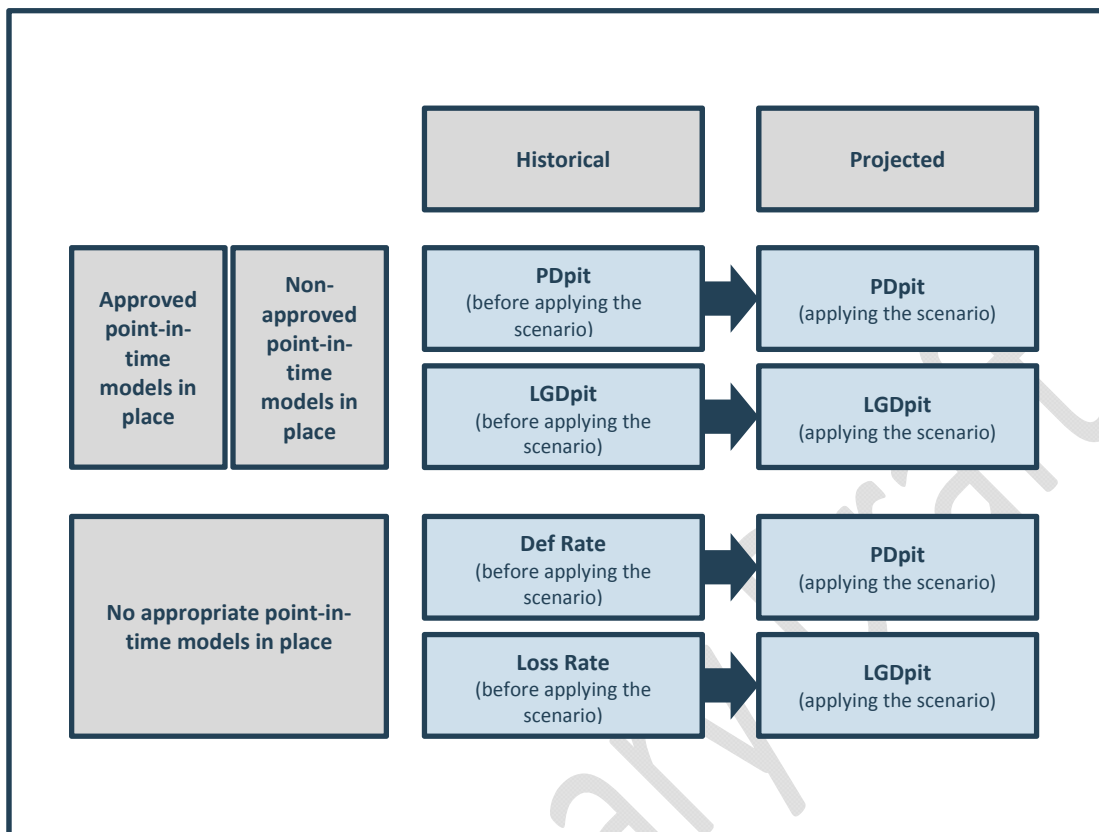 Historical
Projected
Approved
point-in-
time
models in
place
Non-
approved
point-in-
time
models in
place
PDpit
(before applying the
scenario)
PDpit
(applying the scenario)
LGDpit
(before applying the
scenario)
LGDpit
(applying the scenario)
No appropriate point-in-
time models in place
Def Rate
(before applying the
scenario)
PDpit
(applying the scenario)
Loss Rate
(before applying the
scenario)
LGDpit
(applying the scenario)